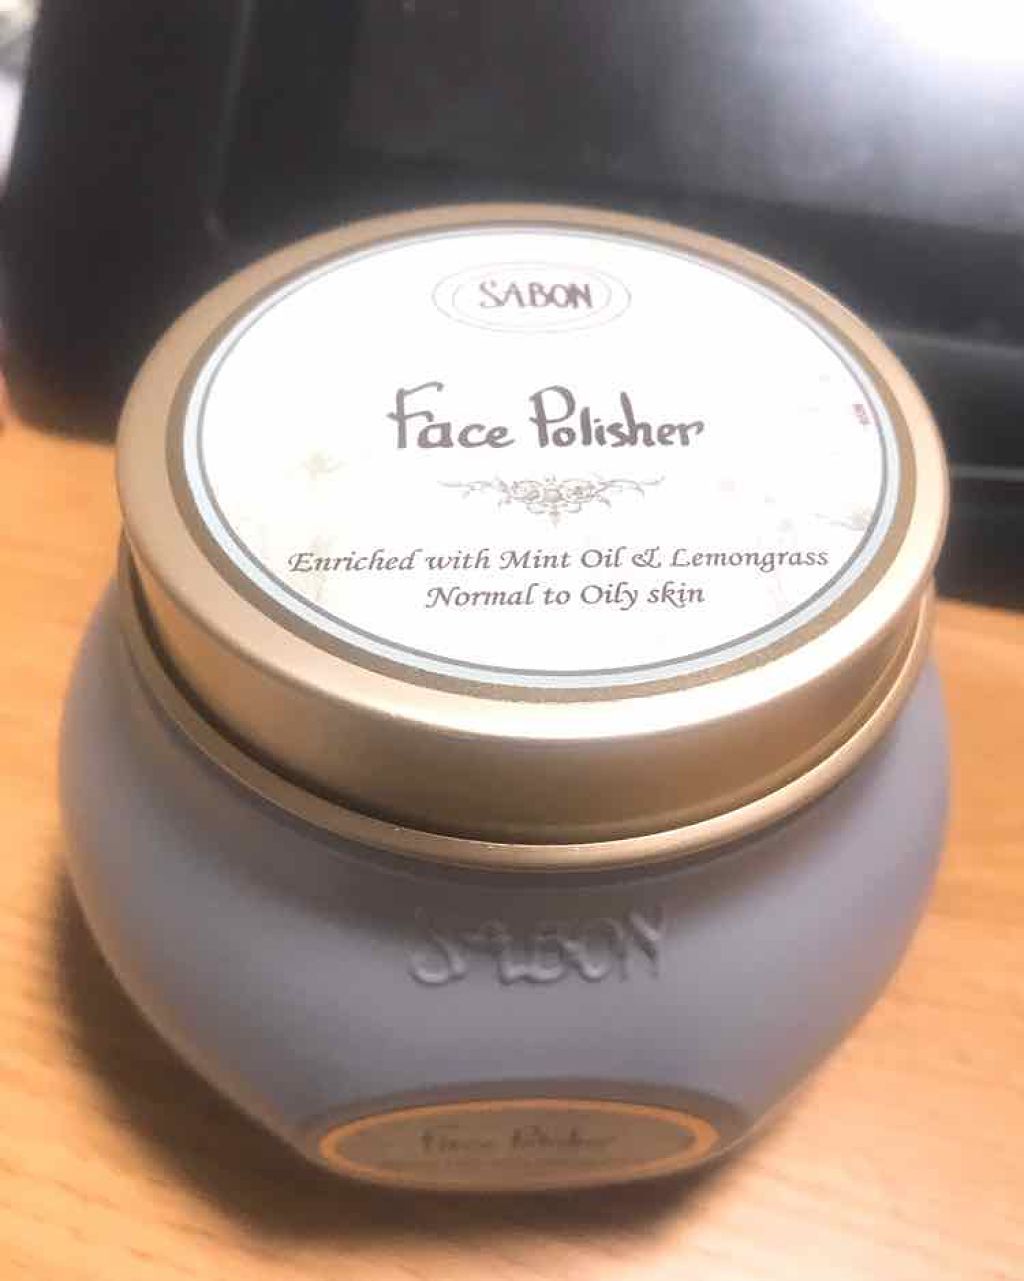 SABON
Face Polisher
Enriched with Mint Oil & Lemongrass
Normal to Oily skin
SABON
Face Polisher